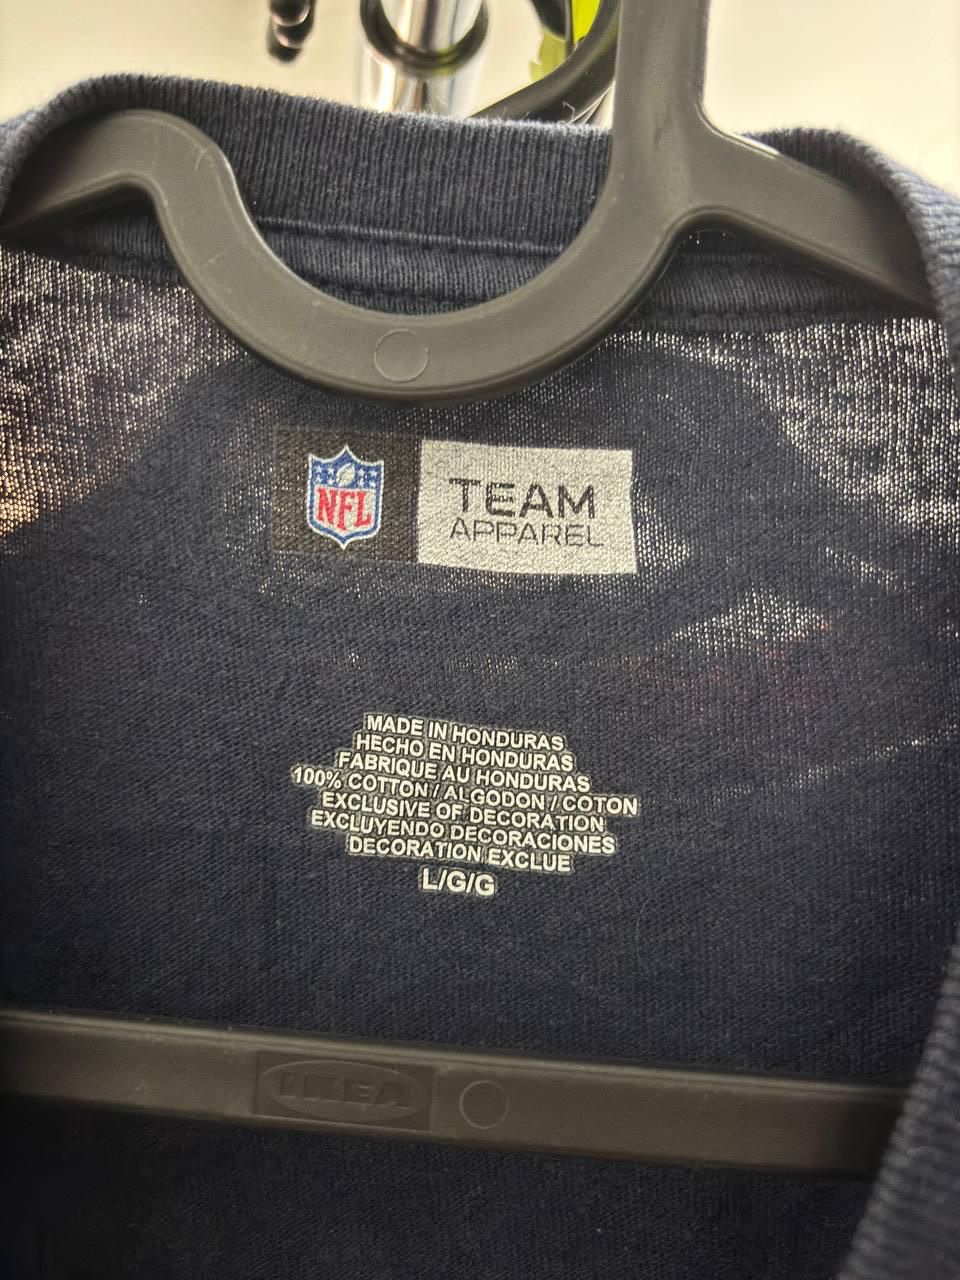 NFL
TEAM
APPAREL
MADE IN HONDURAS
HECHO EN HONDURAS
FABRIQUE AU HONDURAS
100% COTTON / ALGODON / COTON
EXCLUSIVE OF DECORATION
EXCLUYENDO DECORACIONES
DECORATION EXCLUE
L/G/G
IKEA